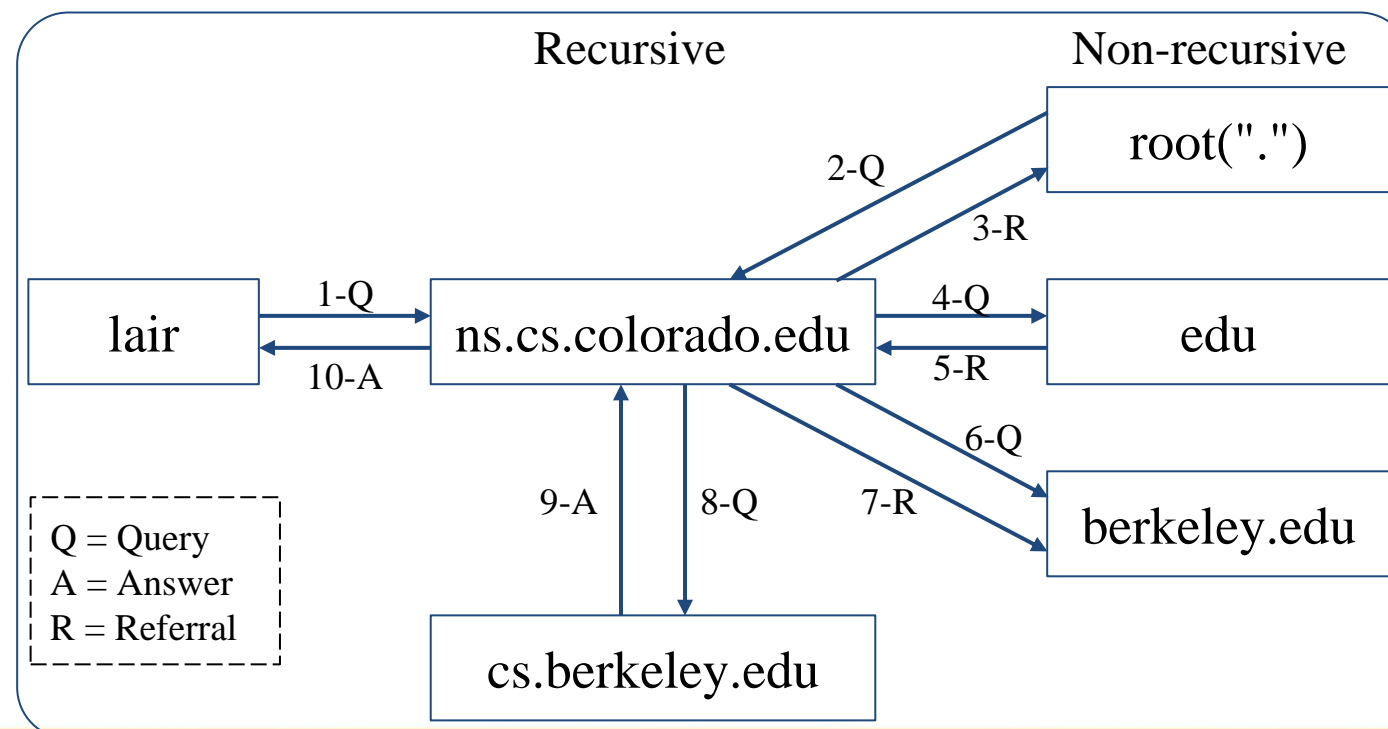 Recursive
Non-recursive
root(".")
2-Q
3-R
1-Q
4-Q
lair
ns.cs.colorado.edu
edu
10-A
5-R
6-Q
9-A
8-Q
7-R
berkeley.edu
Q = Query
A = Answer
R = Referral
cs.berkeley.edu